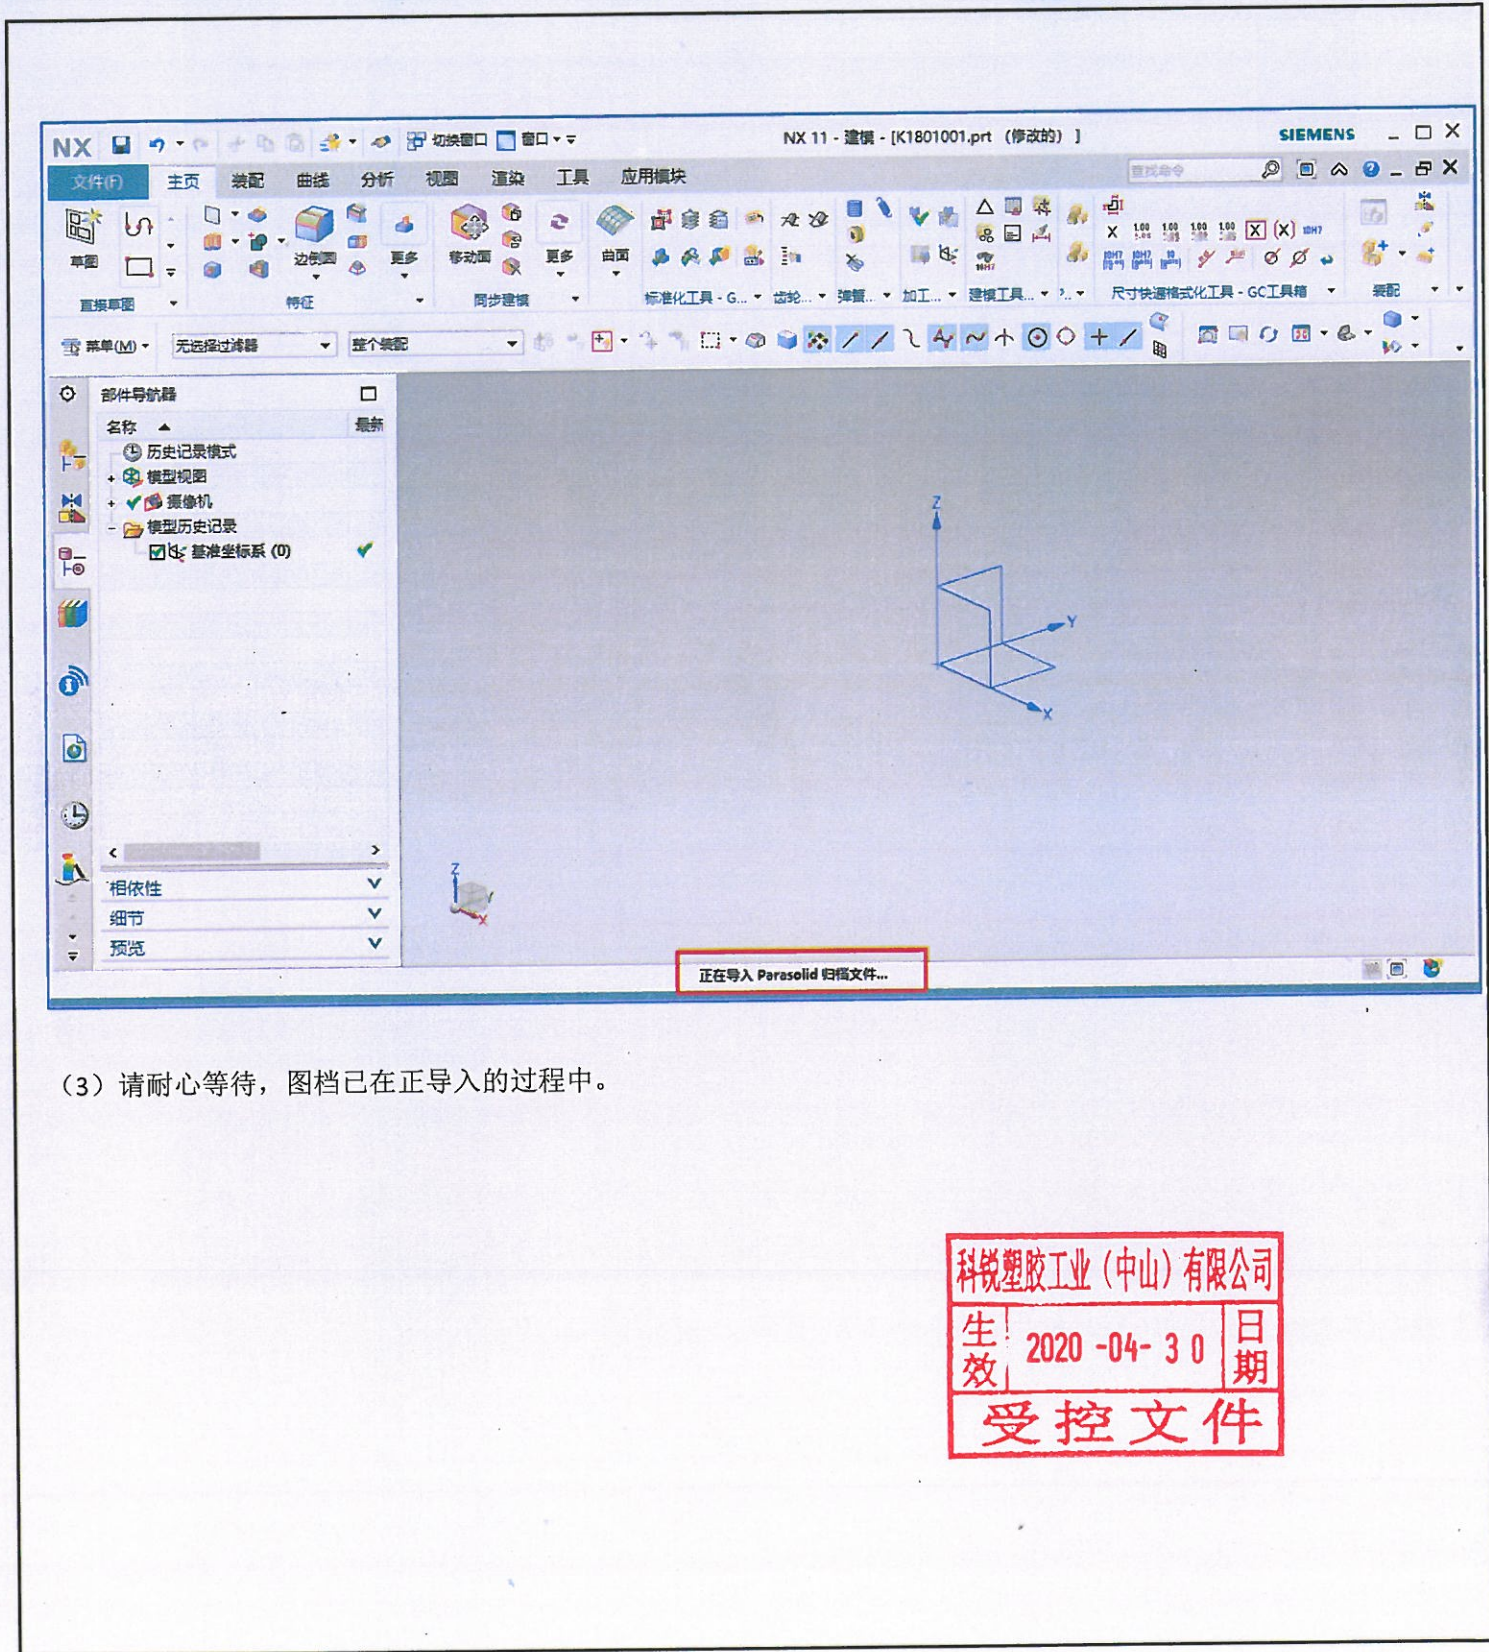 NX 切换窗口 窗口 NX 11 - 建模 - [K1801001.prt （修改的） ] SIEMENS
文件(F) 主页 装配 曲线 分析 视图 渲染 工具 应用模块 查找命令
草图 边倒圆 更多 移动面 更多 曲面
直接草图 特征 同步建模 标准化工具 - G... 齿轮... 弹簧... 加工... 建模工具... 尺寸快速格式化工具 - GC工具箱 装配
菜单(M) 无选择过滤器 整个装配
部件导航器
名称 最新
历史记录模式
模型视图
摄像机
模型历史记录
基准坐标系 (0)
Z
Y
X
相依性
细节
预览
Z
Y
X
正在导入 Parasolid 归档文件...
（3）请耐心等待，图档已在正导入的过程中。
科锐塑胶工业（中山）有限公司
生效 2020 -04- 3 0 日期
受控文件